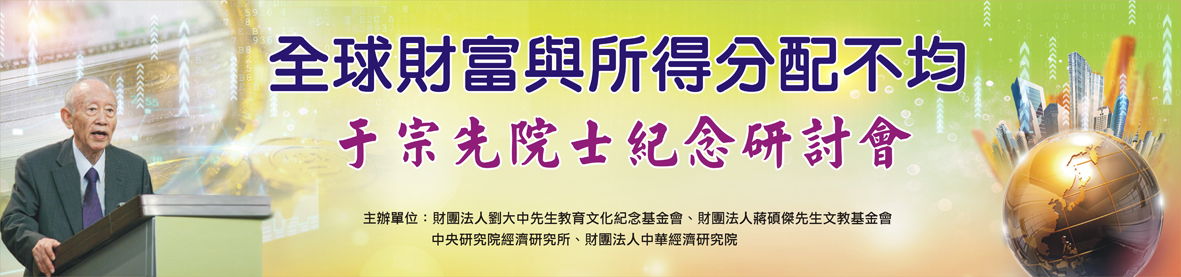 全球財富與所得分配不均
于宗先院士紀念研討會
主辦單位：財團法人劉大中先生教育文化紀念基金會、財團法人蔣碩傑先生文教基金會
中央研究院經濟研究所、財團法人中華經濟研究院